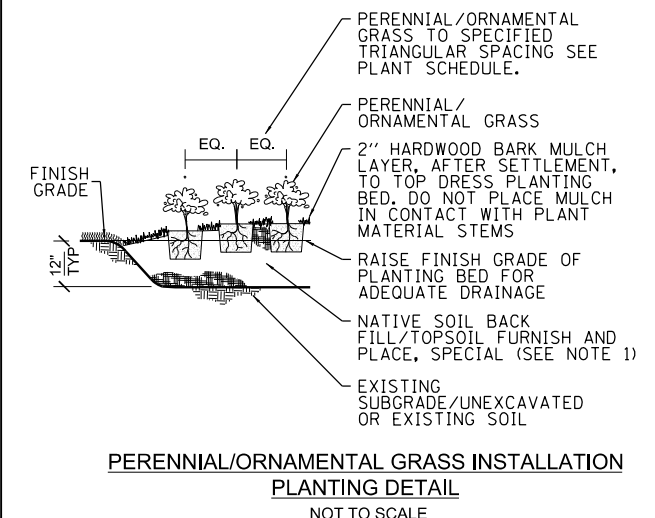 PERENNIAL/ORNAMENTAL
GRASS TO SPECIFIED
TRIANGULAR SPACING SEE
PLANT SCHEDULE.
PERENNIAL/
ORNAMENTAL GRASS
EQ. EQ.
2" HARDWOOD BARK MULCH
LAYER, AFTER SETTLEMENT,
TO TOP DRESS PLANTING
BED. DO NOT PLACE MULCH
IN CONTACT WITH PLANT
MATERIAL STEMS
FINISH
GRADE
12"
TYP
RAISE FINISH GRADE OF
PLANTING BED FOR
ADEQUATE DRAINAGE
NATIVE SOIL BACK
FILL/TOPSOIL FURNISH AND
PLACE, SPECIAL (SEE NOTE 1)
EXISTING
SUBGRADE/UNEXCAVATED
OR EXISTING SOIL
PERENNIAL/ORNAMENTAL GRASS INSTALLATION
PLANTING DETAIL
NOT TO SCALE